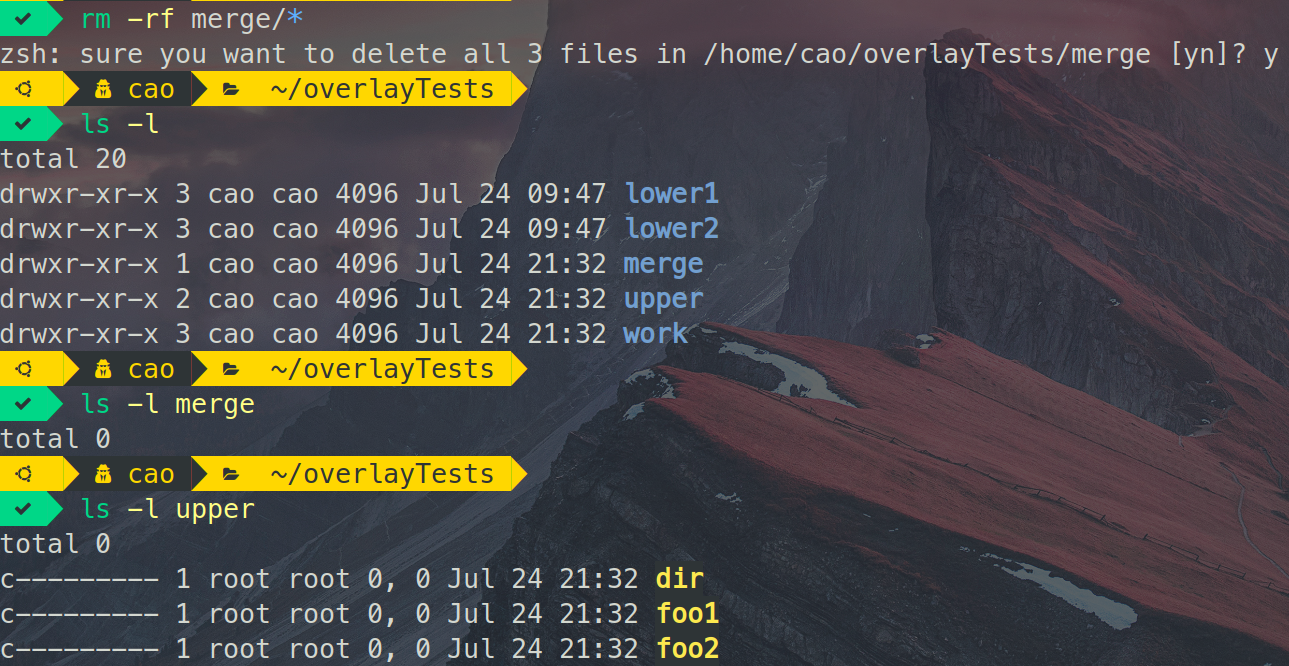 rm -rf merge/*
zsh: sure you want to delete all 3 files in /home/cao/overlayTests/merge [yn]? y
cao ~/overlayTests
ls -l
total 20
drwxr-xr-x 3 cao cao 4096 Jul 24 09:47 lower1
drwxr-xr-x 3 cao cao 4096 Jul 24 09:47 lower2
drwxr-xr-x 1 cao cao 4096 Jul 24 21:32 merge
drwxr-xr-x 2 cao cao 4096 Jul 24 21:32 upper
drwxr-xr-x 3 cao cao 4096 Jul 24 21:32 work
cao ~/overlayTests
ls -l merge
total 0
cao ~/overlayTests
ls -l upper
total 0
c--------- 1 root root 0, 0 Jul 24 21:32 dir
c--------- 1 root root 0, 0 Jul 24 21:32 foo1
c--------- 1 root root 0, 0 Jul 24 21:32 foo2